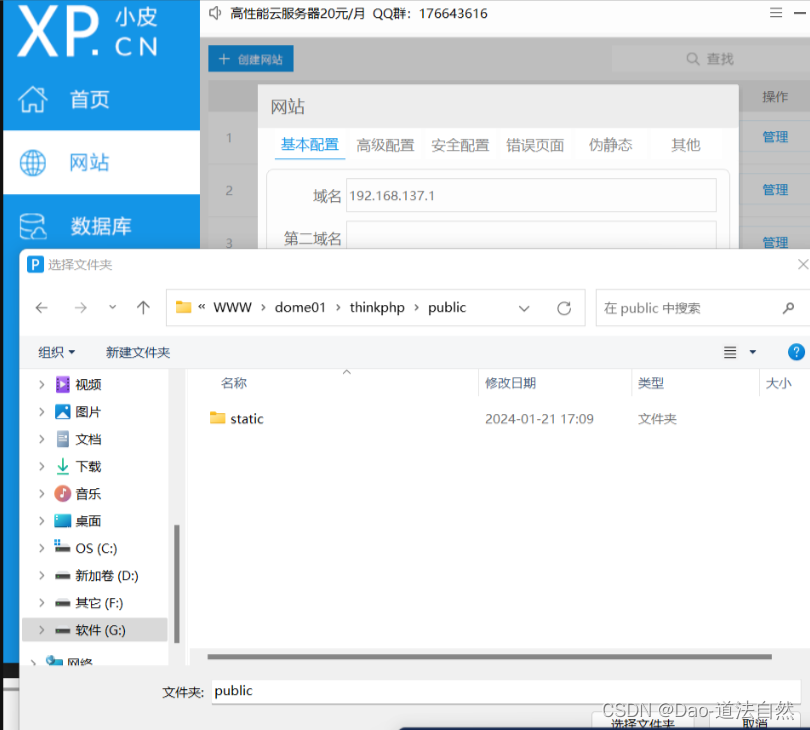 XP. 小皮 CN
高性能云服务器20元/月 QQ群：176643616
首页
网站
数据库
+ 创建网站
查找
操作
1
管理
2
管理
3
管理
网站
基本配置 高级配置 安全配置 错误页面 伪静态 其他
域名 192.168.137.1
第二域名
P 选择文件夹
« WWW › dome01 › thinkphp › public
在 public 中搜索
组织 新建文件夹
?
名称 修改日期 类型 大小
static 2024-01-21 17:09 文件夹
视频
图片
文档
下载
音乐
桌面
OS (C:)
新加卷 (D:)
其它 (F:)
软件 (G:)
网络
文件夹: public
选择文件夹 取消
CSDN @Dao-道法自然